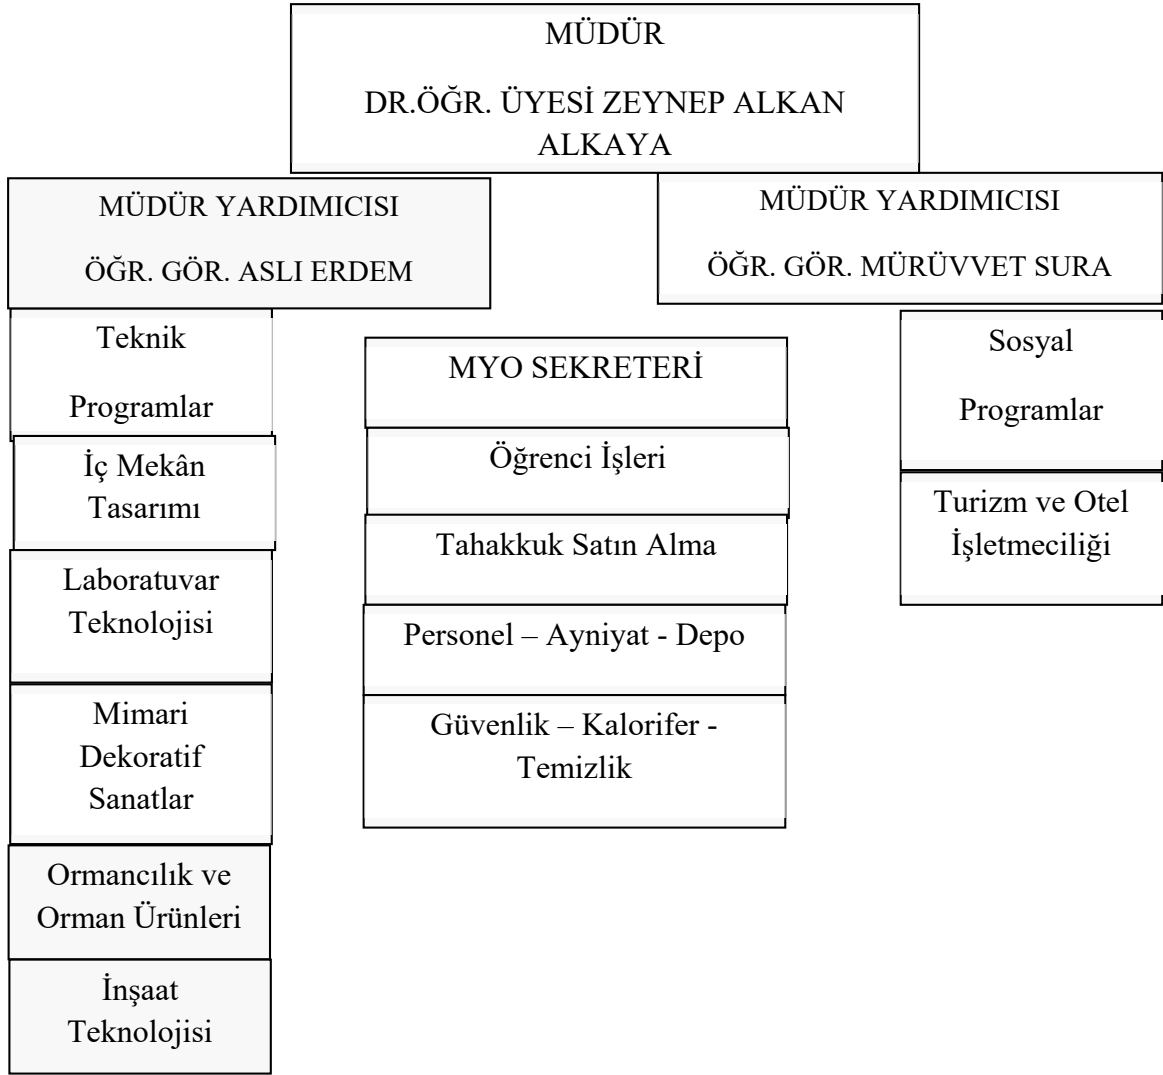 MÜDÜR
DR.ÖĞR. ÜYESİ ZEYNEP ALKAN
ALKAYA
MÜDÜR YARDIMICISI
ÖĞR. GÖR. ASLI ERDEM
MÜDÜR YARDIMICISI
ÖĞR. GÖR. MÜRÜVVET SURA
Teknik
Programlar
İç Mekân
Tasarımı
Laboratuvar
Teknolojisi
Mimari
Dekoratif
Sanatlar
Ormancılık ve
Orman Ürünleri
İnşaat
Teknolojisi
MYO SEKRETERİ
Öğrenci İşleri
Tahakkuk Satın Alma
Personel – Ayniyat - Depo
Güvenlik – Kalorifer -
Temizlik
Sosyal
Programlar
Turizm ve Otel
İşletmeciliği